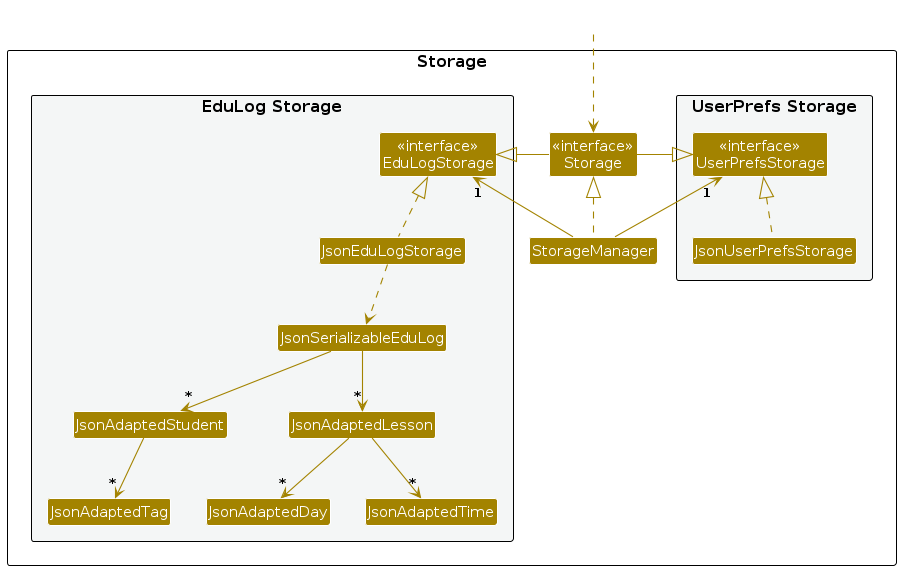 Storage
EduLog Storage
UserPrefs Storage
«interface»
EduLogStorage
«interface»
Storage
«interface»
UserPrefsStorage
1
1
JsonEduLogStorage
StorageManager
JsonUserPrefsStorage
JsonSerializableEduLog
*
*
JsonAdaptedStudent
JsonAdaptedLesson
*
*
*
JsonAdaptedTag
JsonAdaptedDay
JsonAdaptedTime